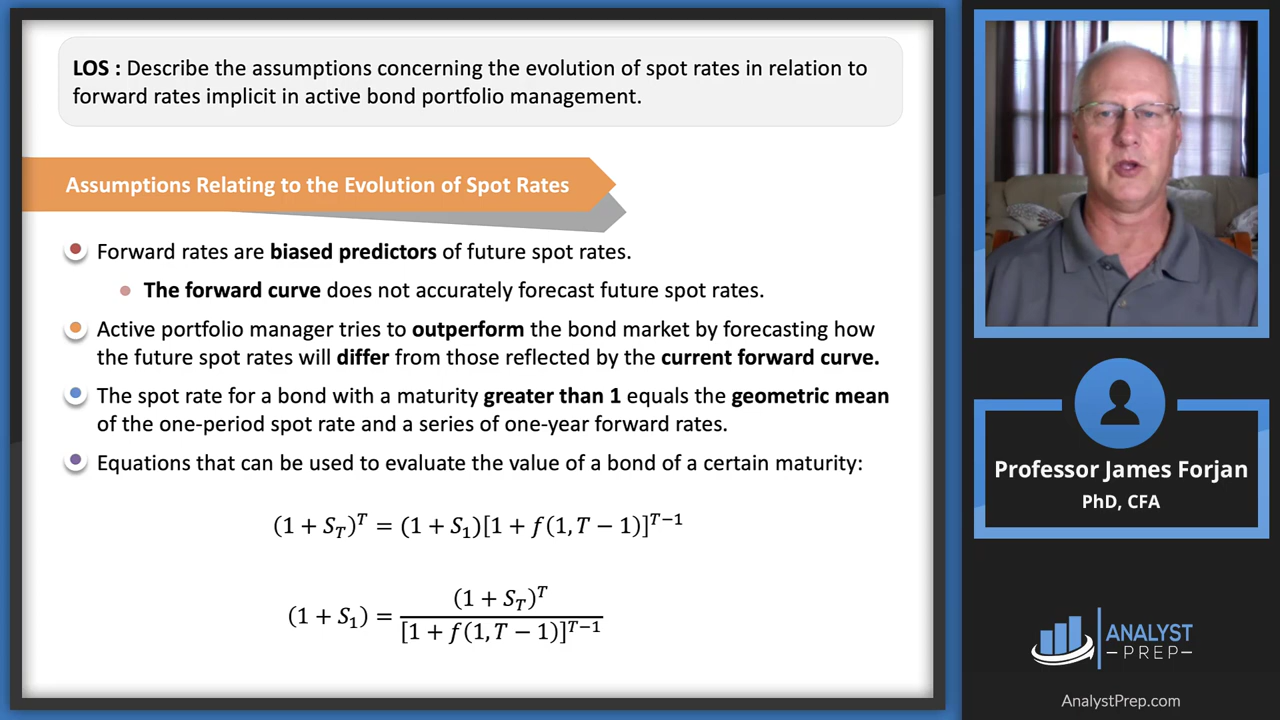 LOS : Describe the assumptions concerning the evolution of spot rates in relation to
forward rates implicit in active bond portfolio management.
Assumptions Relating to the Evolution of Spot Rates
Forward rates are biased predictors of future spot rates.
The forward curve does not accurately forecast future spot rates.
Active portfolio manager tries to outperform the bond market by forecasting how
the future spot rates will differ from those reflected by the current forward curve.
The spot rate for a bond with a maturity greater than 1 equals the geometric mean
of the one-period spot rate and a series of one-year forward rates.
Equations that can be used to evaluate the value of a bond of a certain maturity:
(1 + S_T)^T = (1 + S_1)[1 + f(1, T − 1)]^{T−1}
(1 + S_1) = \frac{(1 + S_T)^T}{[1 + f(1, T − 1)]^{T−1}}
Professor James Forjan
PhD, CFA
ANALYST
PREP
AnalystPrep.com